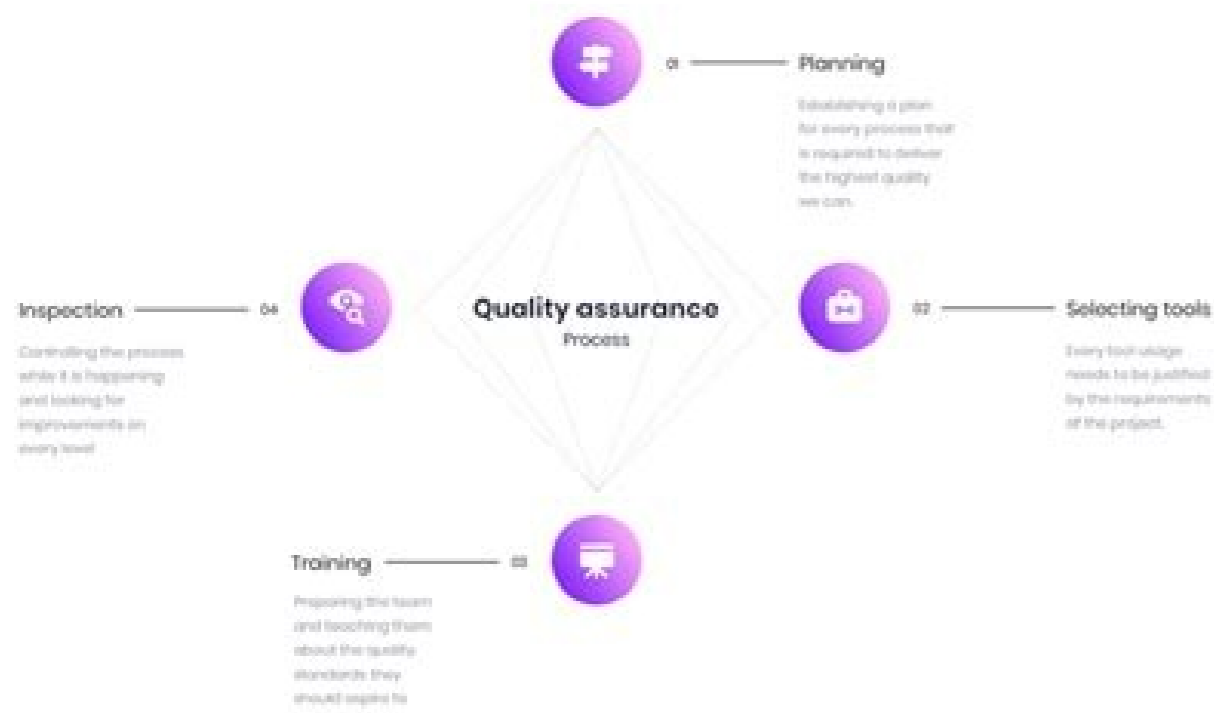 01
Planning
Establishing a plan
for every process that
is required to deliver
the highest quality
we can.
Quality assurance
Process
02
Selecting tools
Every tool usage
needs to be justified
by the requirements
of the project.
03
Training
Preparing the team
and teaching them
about the quality
standards they
should aspire to
04
Inspection
Controlling the process
while it is happening
and looking for
improvements on
every level